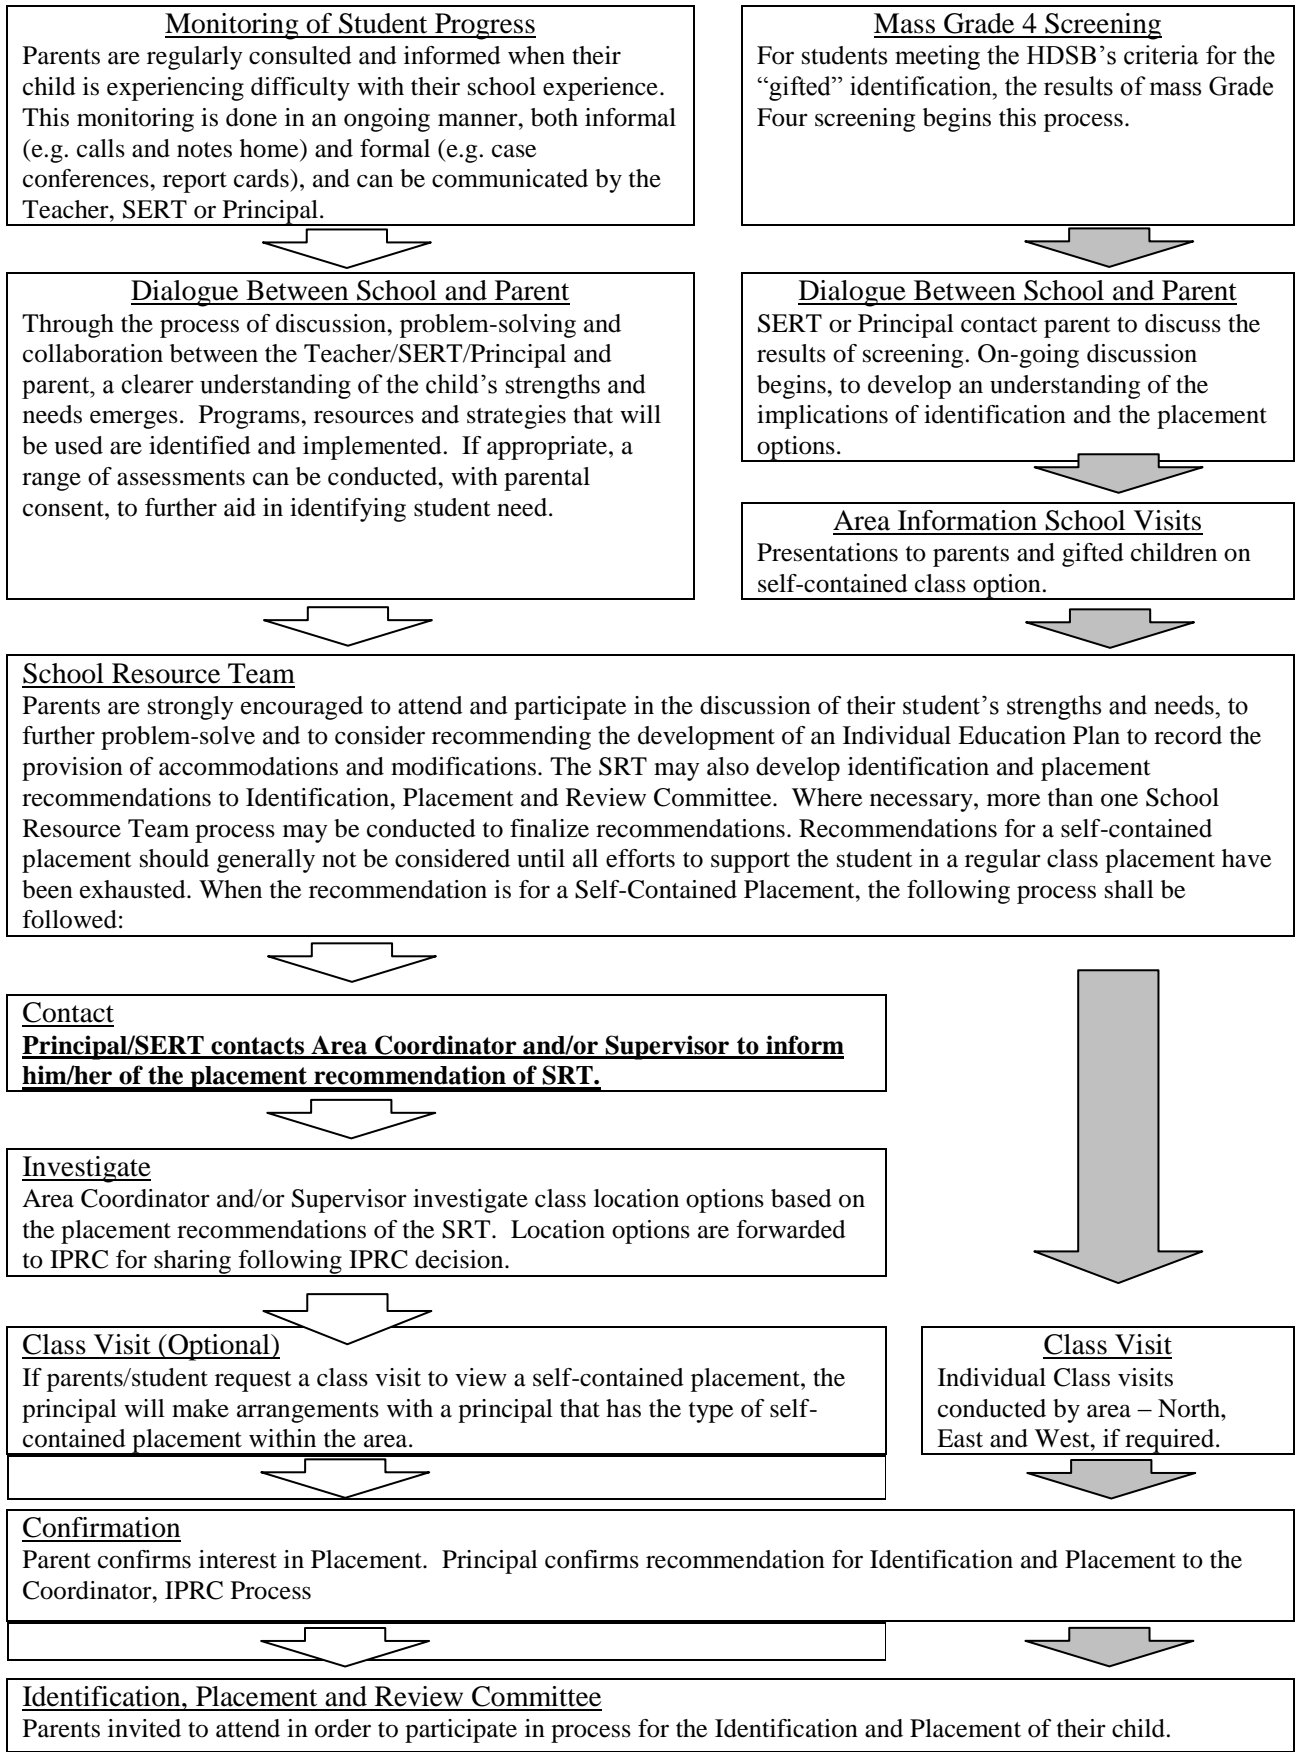 Monitoring of Student Progress
Parents are regularly consulted and informed when their
child is experiencing difficulty with their school experience.
This monitoring is done in an ongoing manner, both informal
(e.g. calls and notes home) and formal (e.g. case
conferences, report cards), and can be communicated by the
Teacher, SERT or Principal.
Mass Grade 4 Screening
For students meeting the HDSB’s criteria for the
“gifted” identification, the results of mass Grade
Four screening begins this process.
Dialogue Between School and Parent
Through the process of discussion, problem-solving and
collaboration between the Teacher/SERT/Principal and
parent, a clearer understanding of the child’s strengths and
needs emerges.  Programs, resources and strategies that will
be used are identified and implemented.  If appropriate, a
range of assessments can be conducted, with parental
consent, to further aid in identifying student need.
Dialogue Between School and Parent
SERT or Principal contact parent to discuss the
results of screening. On-going discussion
begins, to develop an understanding of the
implications of identification and the placement
options.
Area Information School Visits
Presentations to parents and gifted children on
self-contained class option.
School Resource Team
Parents are strongly encouraged to attend and participate in the discussion of their student’s strengths and needs, to
further problem-solve and to consider recommending the development of an Individual Education Plan to record the
provision of accommodations and modifications. The SRT may also develop identification and placement
recommendations to Identification, Placement and Review Committee.  Where necessary, more than one School
Resource Team process may be conducted to finalize recommendations. Recommendations for a self-contained
placement should generally not be considered until all efforts to support the student in a regular class placement have
been exhausted. When the recommendation is for a Self-Contained Placement, the following process shall be
followed:
Contact
Principal/SERT contacts Area Coordinator and/or Supervisor to inform
him/her of the placement recommendation of SRT.
Investigate
Area Coordinator and/or Supervisor investigate class location options based on
the placement recommendations of the SRT.  Location options are forwarded
to IPRC for sharing following IPRC decision.
Class Visit (Optional)
If parents/student request a class visit to view a self-contained placement, the
principal will make arrangements with a principal that has the type of self-
contained placement within the area.
Class Visit
Individual Class visits
conducted by area – North,
East and West, if required.
Confirmation
Parent confirms interest in Placement.  Principal confirms recommendation for Identification and Placement to the
Coordinator, IPRC Process
Identification, Placement and Review Committee
Parents invited to attend in order to participate in process for the Identification and Placement of their child.